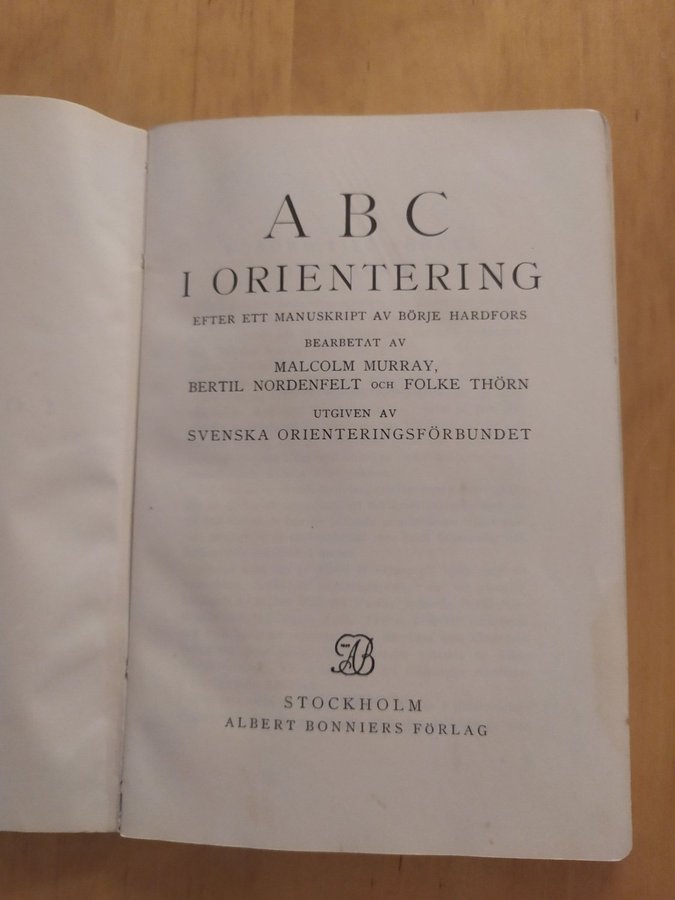 A B C
I ORIENTERING
EFTER ETT MANUSKRIPT AV BÖRJE HARDFORS
BEARBETAT AV
MALCOLM MURRAY,
BERTIL NORDENFELT OCH FOLKE THÖRN
UTGIVEN AV
SVENSKA ORIENTERINGSFÖRBUNDET
AB
STOCKHOLM
ALBERT BONNIERS FÖRLAG